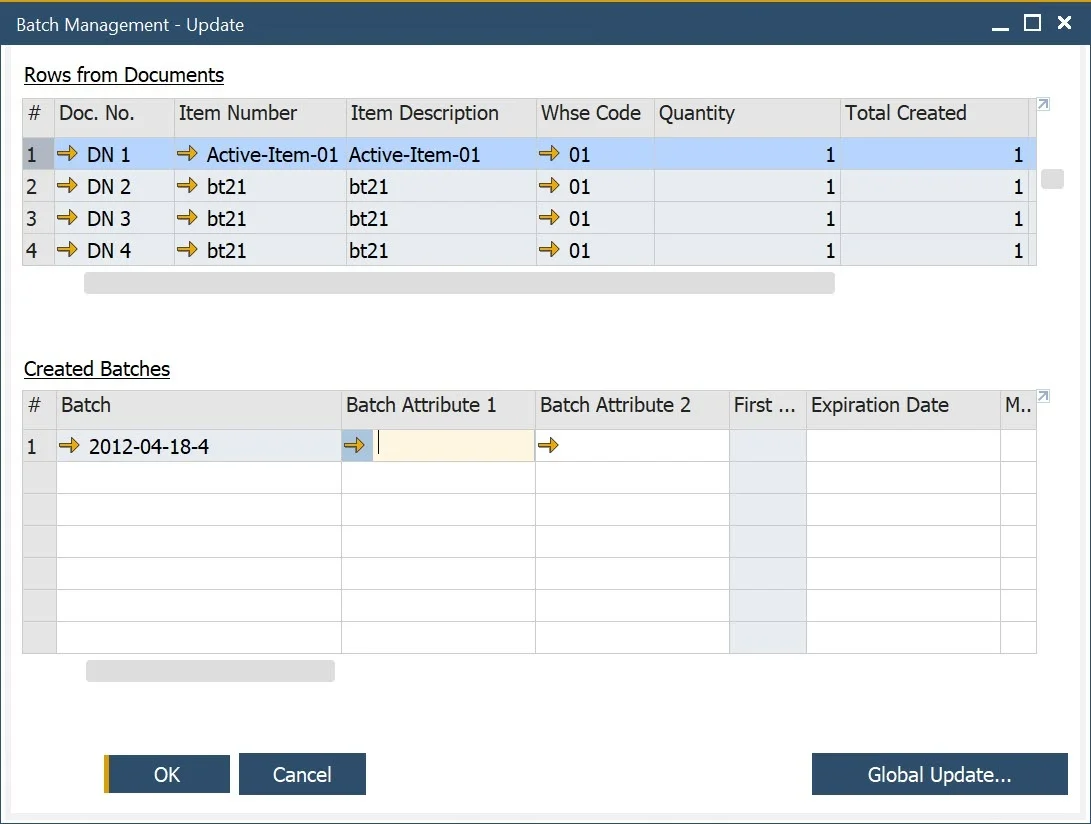 Batch Management - Update
Rows from Documents
# Doc. No. Item Number Item Description Whse Code Quantity Total Created
1 DN 1 Active-Item-01 Active-Item-01 01 1 1
2 DN 2 bt21 bt21 01 1 1
3 DN 3 bt21 bt21 01 1 1
4 DN 4 bt21 bt21 01 1 1
Created Batches
# Batch Batch Attribute 1 Batch Attribute 2 First ... Expiration Date M..
1 2012-04-18-4
OK Cancel Global Update...